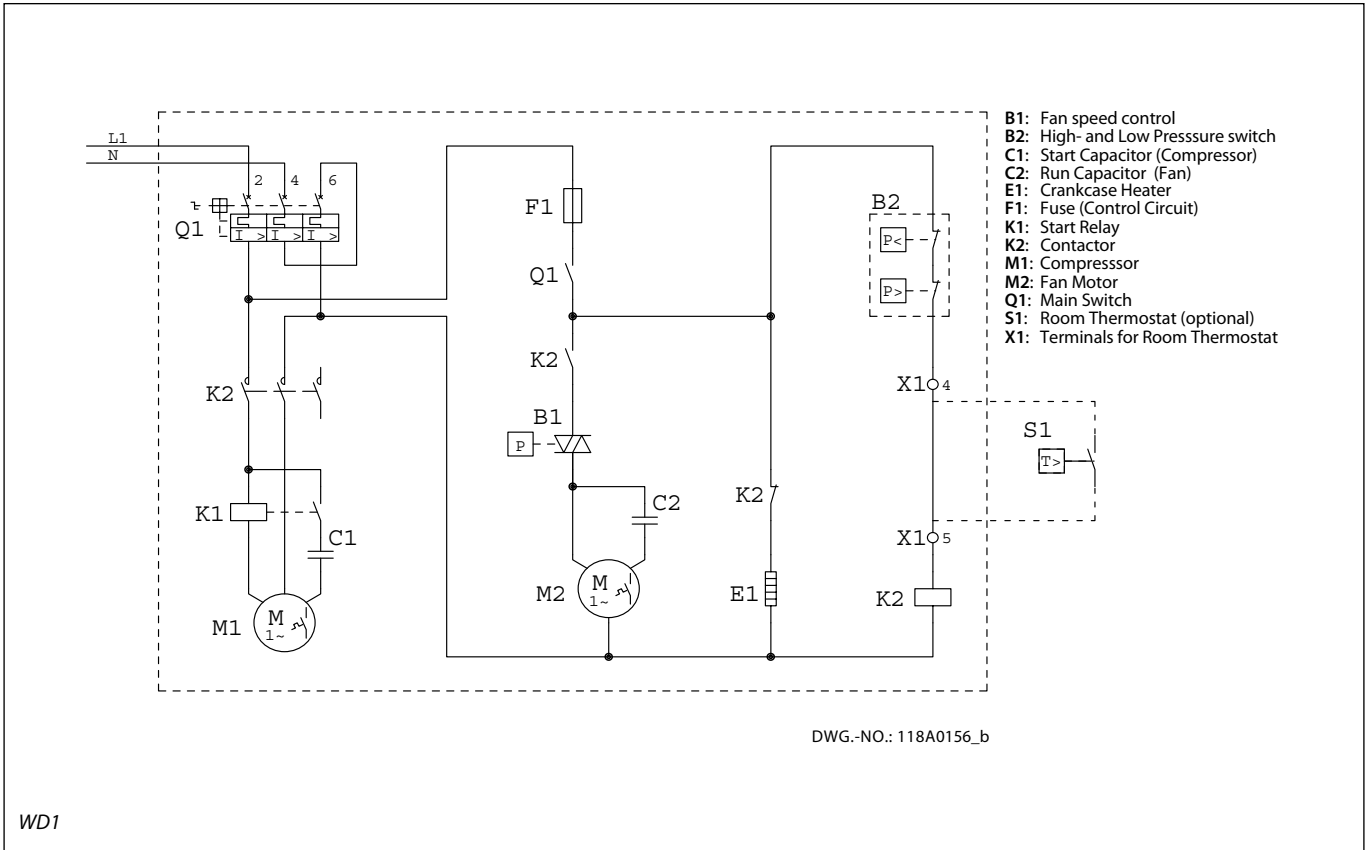 L1
N
2 4 6
Q1
I > I > I >
F1
Q1
K2
B1
P
C2
M2
M
1~
K2
K1
C1
M1
M
1~
B2
P<
P>
X1 4
S1
T>
X1 5
K2
E1
K2
B1: Fan speed control
B2: High- and Low Presssure switch
C1: Start Capacitor (Compressor)
C2: Run Capacitor (Fan)
E1: Crankcase Heater
F1: Fuse (Control Circuit)
K1: Start Relay
K2: Contactor
M1: Compresssor
M2: Fan Motor
Q1: Main Switch
S1: Room Thermostat (optional)
X1: Terminals for Room Thermostat
DWG.-NO.: 118A0156_b
WD1